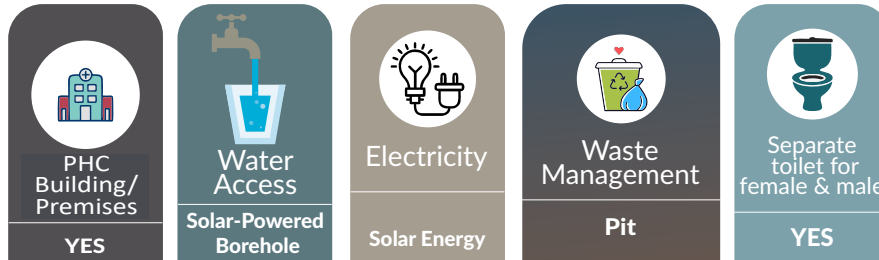 PHC
Building/
Premises
YES
Water
Access
Solar-Powered
Borehole
Electricity
Solar Energy
Waste
Management
Pit
Separate
toilet for
female & male
YES